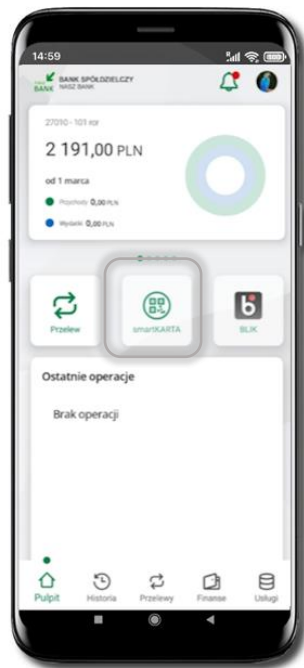 14:59
BANK SPÓŁDZIELCZY
BANK NASZ BANK
27010 - 101 ror
2 191,00 PLN
od 1 marca
Przychody 0,00 PLN
Wydatki 0,00 PLN
Przelew
smartKARTA
BLIK
Ostatnie operacje
Brak operacji
Pulpit
Historia
Przelewy
Finanse
Usługi